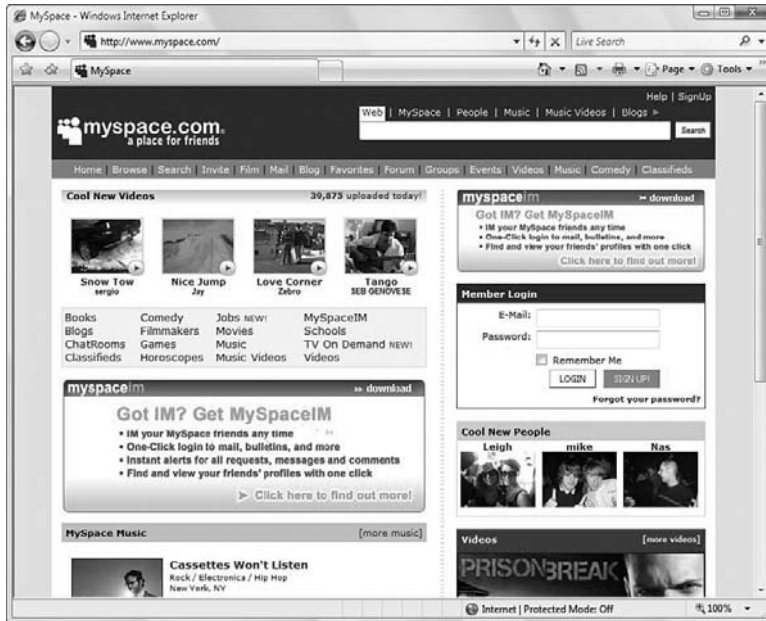 MySpace - Windows Internet Explorer
http://www.myspace.com/
Live Search
MySpace
Page
Tools
Help | SignUp
Web | MySpace | People | Music | Music Videos | Blogs
myspace.com
a place for friends
Search
Home | Browse | Search | Invite | Film | Mail | Blog | Favorites | Forum | Groups | Events | Videos | Music | Comedy | Classifieds
Cool New Videos 39,873 uploaded today!
Snow Tow
sergio
Nice Jump
Jay
Love Corner
Zebro
Tango
SEB GENOVESE
Books Comedy Jobs NEW! MySpaceIM
Blogs Filmmakers Movies Schools
ChatRooms Games Music TV On Demand NEW!
Classifieds Horoscopes Music Videos Videos
myspaceim download
Got IM? Get MySpaceIM
• IM your MySpace friends any time
• One-Click login to mail, bulletins, and more
• Instant alerts for all requests, messages and comments
• Find and view your friends' profiles with one click
Click here to find out more!
MySpace Music [more music]
Cassettes Won't Listen
Rock / Electronica / Hip Hop
New York, NY
myspaceim download
Got IM? Get MySpaceIM
• IM your MySpace friends any time
• One-Click login to mail, bulletins, and more
• Find and view your friends' profiles with one click
Click here to find out more!
Member Login
E-Mail:
Password:
Remember Me
LOGIN SIGN UP!
Forgot your password?
Cool New People
Leigh mike Nas
Videos [more videos]
PRISON BREAK
Internet | Protected Mode: Off
100%